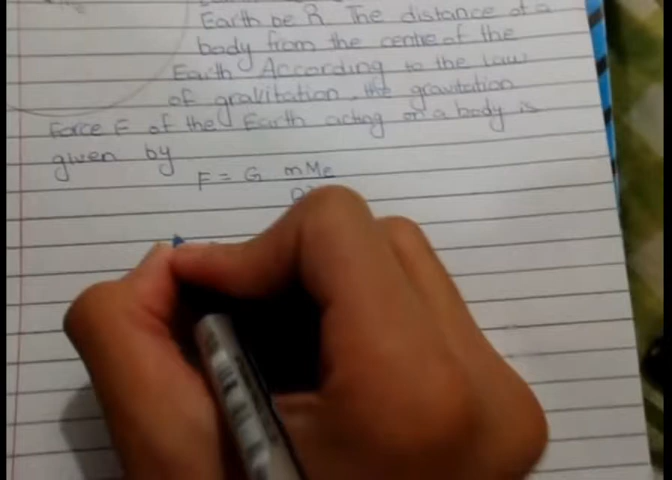 Earth be R The distance of a
body from the centre of the
Earth According to the law
of gravitation the gravitation
Force F of the Earth acting on a body is
given by
F = G mMe
R²